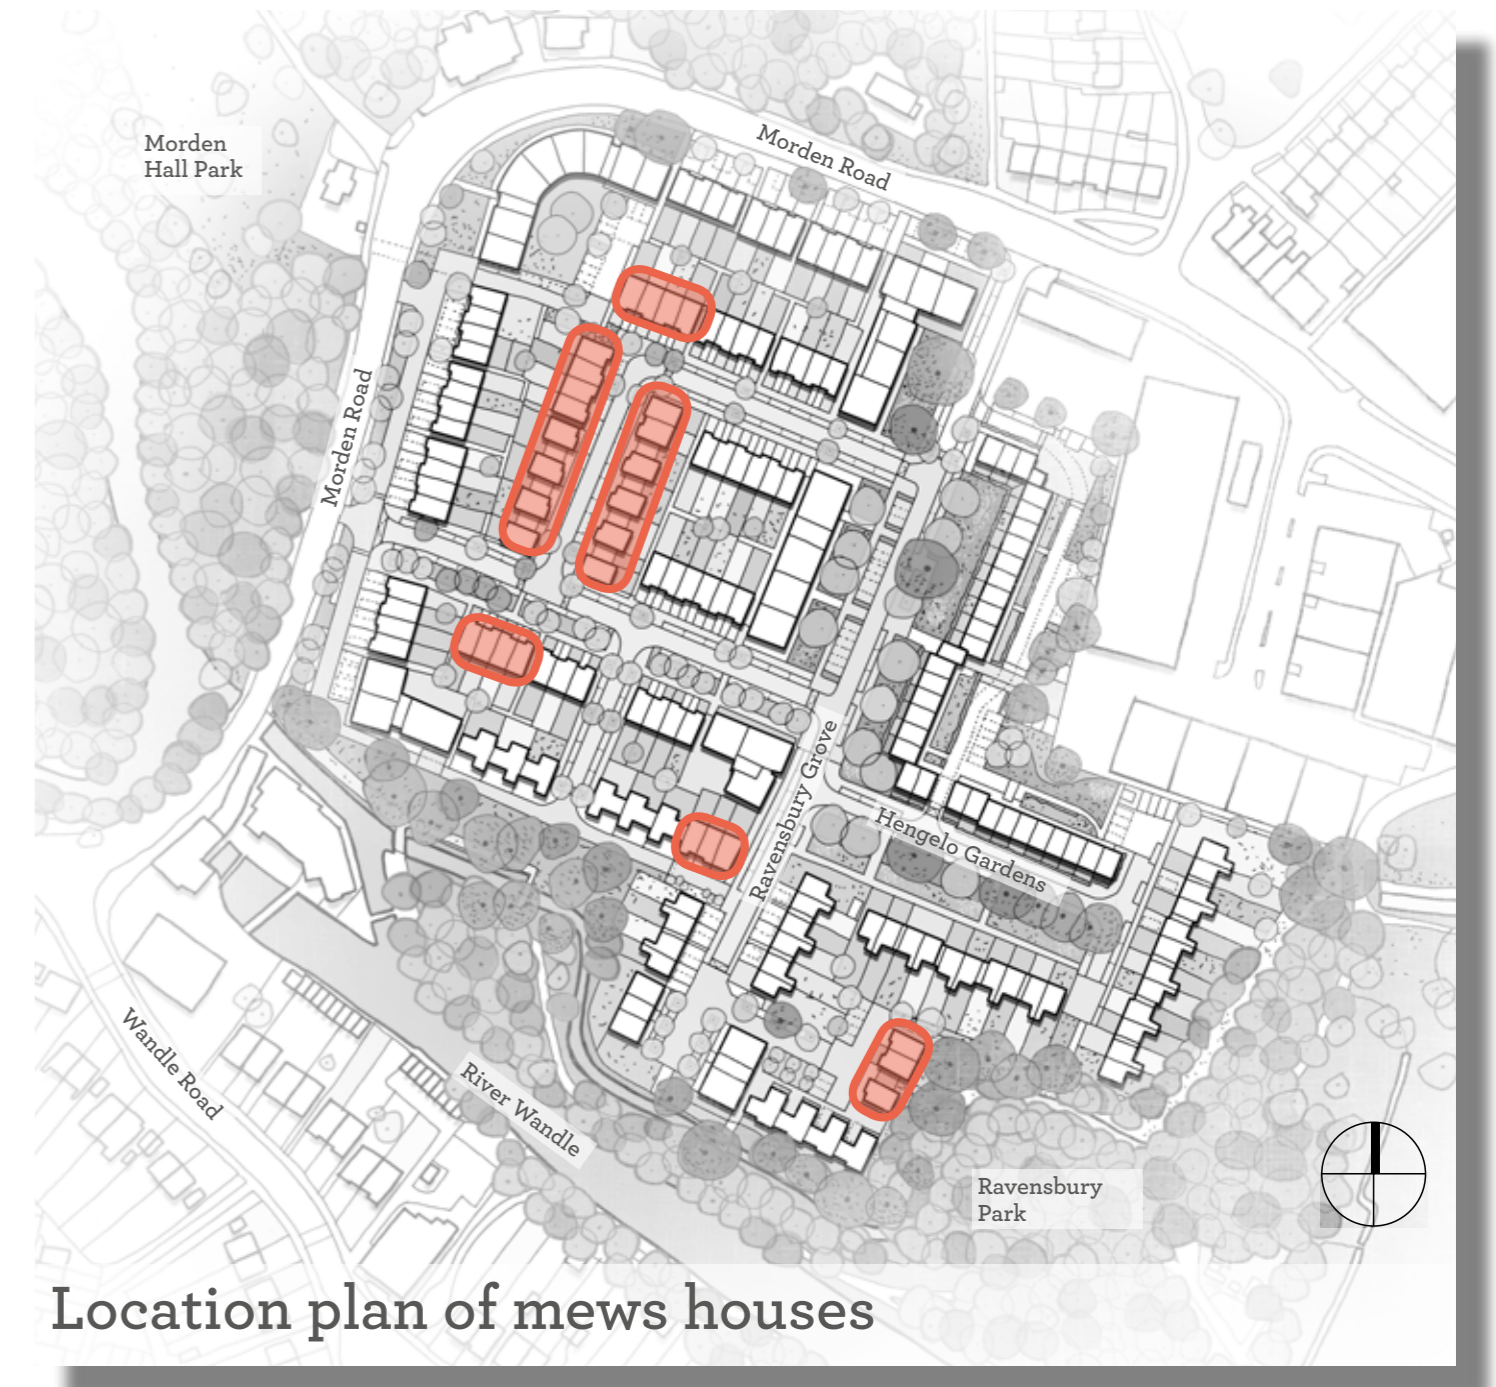 Morden
Hall Park
Morden Road
Morden Road
Ravensbury Grove
Hengelo Gardens
Wandle Road
River Wandle
Ravensbury
Park
Location plan of mews houses